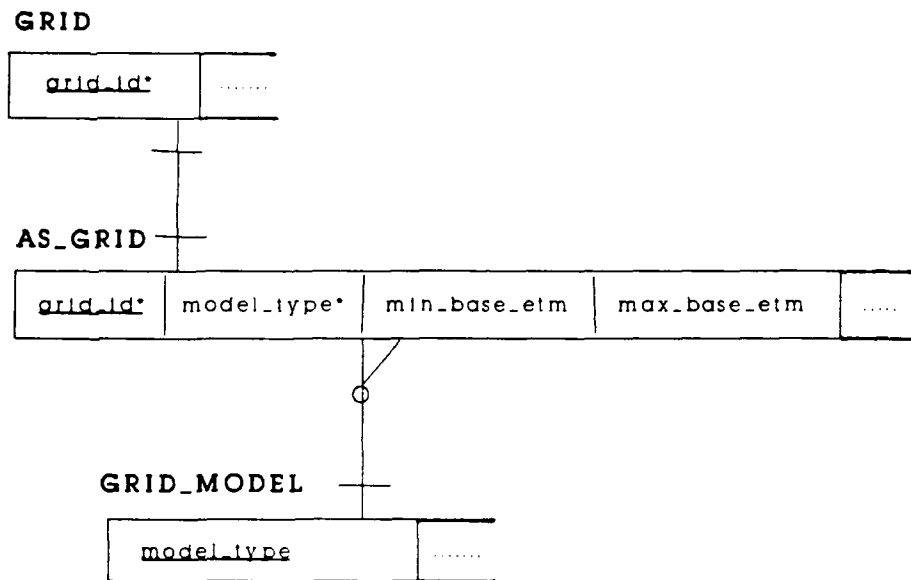 GRID
grid_id* .......
AS_GRID
grid_id* model_type* min_base_etm max_base_etm .....
GRID_MODEL
model_type .......